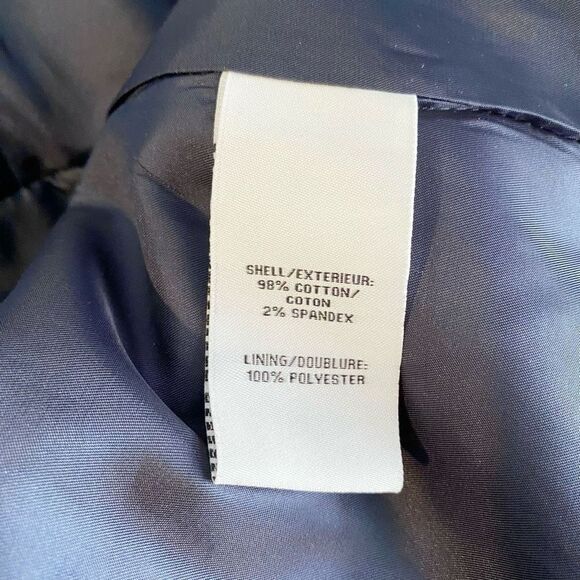 SHELL/EXTERIEUR:
98% COTTON/
COTON
2% SPANDEX
LINING/DOUBLURE:
100% POLYESTER